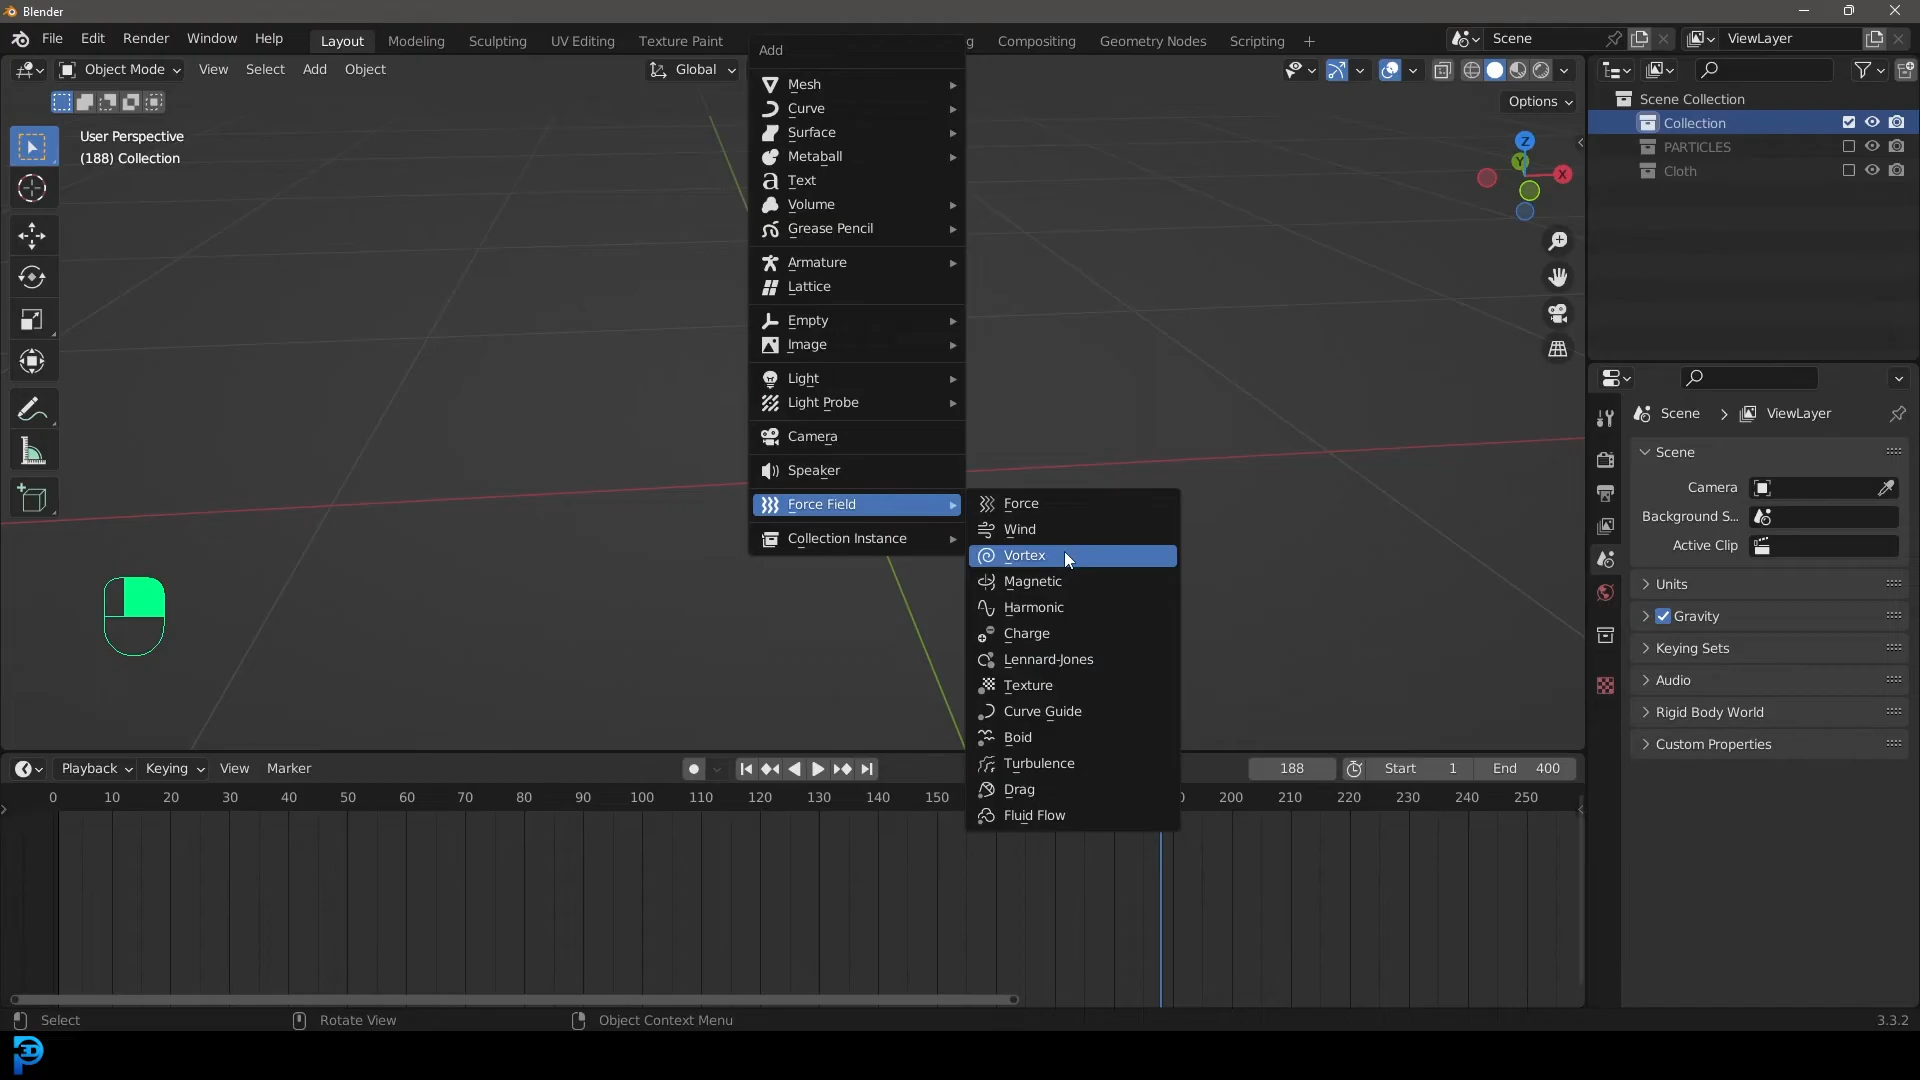 Blender
File Edit Render Window Help
Layout Modeling Sculpting UV Editing Texture Paint
g Compositing Geometry Nodes Scripting +
Scene
ViewLayer
Object Mode View Select Add Object
Global
Options
User Perspective
(188) Collection
Add
Mesh
Curve
Surface
Metaball
Text
Volume
Grease Pencil
Armature
Lattice
Empty
Image
Light
Light Probe
Camera
Speaker
Force Field
Collection Instance
Force
Wind
Vortex
Magnetic
Harmonic
Charge
Lennard-Jones
Texture
Curve Guide
Boid
Turbulence
Drag
Fluid Flow
Z
Y
X
Scene Collection
Collection
PARTICLES
Cloth
Scene > ViewLayer
Scene
Camera
Background S...
Active Clip
Units
Gravity
Keying Sets
Audio
Rigid Body World
Custom Properties
Playback Keying View Marker
188 Start 1 End 400
0 10 20 30 40 50 60 70 80 90 100 110 120 130 140 150 0 200 210 220 230 240 250
Select Rotate View Object Context Menu
3.3.2
3D